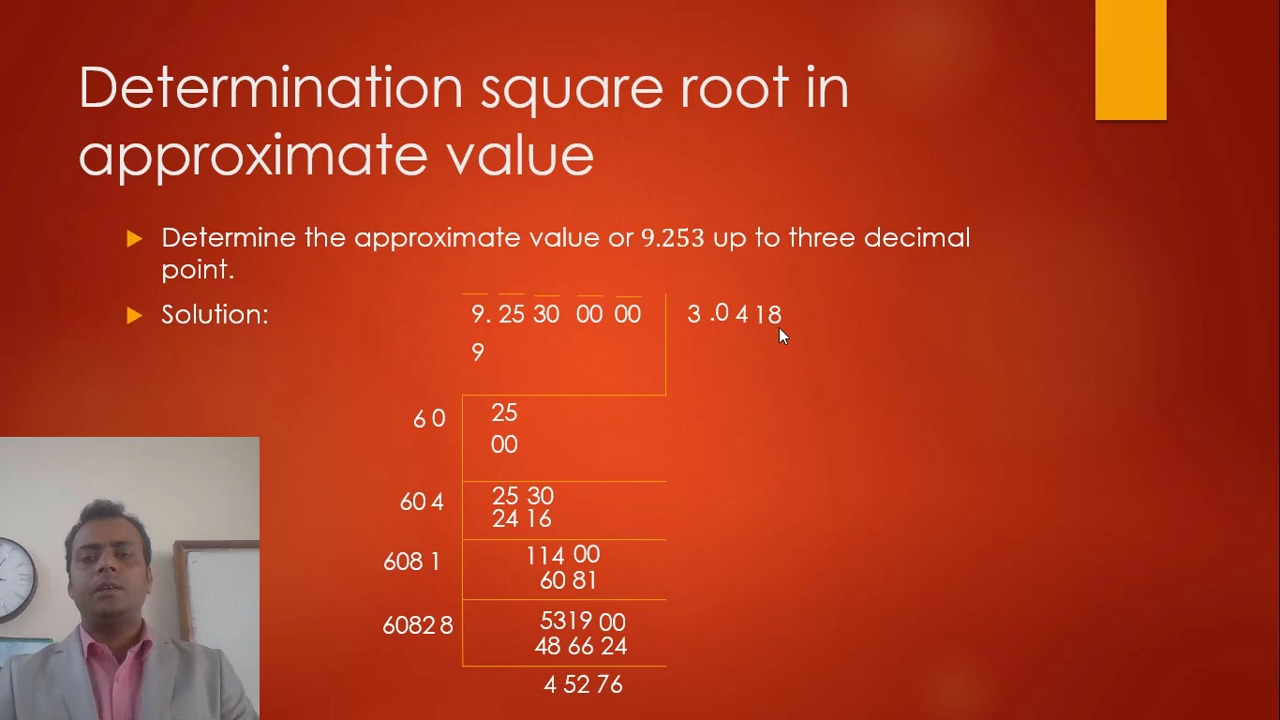 Determination square root in
approximate value
Determine the approximate value or 9.253 up to three decimal
point.
Solution:
9. 25 30 00 00 3 .0 4 18
9
6 0 25
00
60 4 25 30
24 16
608 1 114 00
60 81
6082 8 5319 00
48 66 24
4 52 76